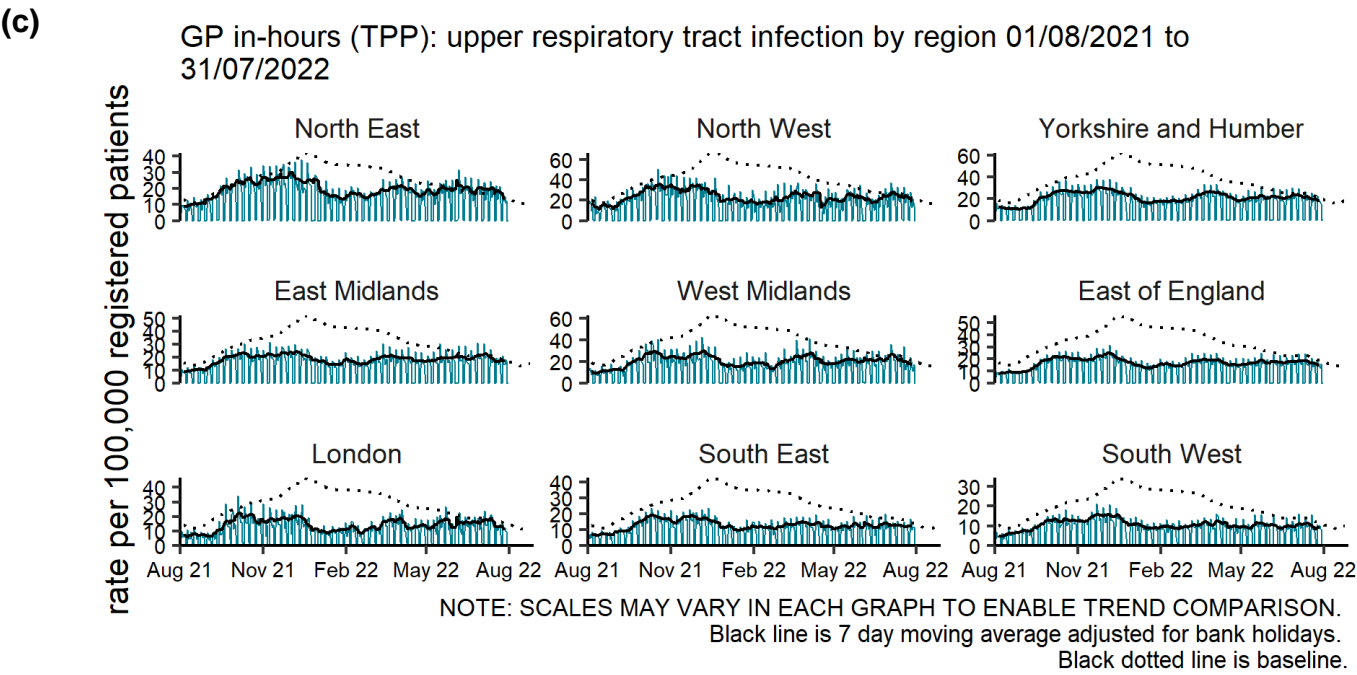 (c)
GP in-hours (TPP): upper respiratory tract infection by region 01/08/2021 to
31/07/2022
rate per 100,000 registered patients
North East
40
30
20
10
0
North West
60
40
20
0
Yorkshire and Humber
60
40
20
0
East Midlands
50
40
30
20
10
0
West Midlands
60
40
20
0
East of England
50
40
30
20
10
0
London
40
30
20
10
0
South East
40
30
20
10
0
South West
30
20
10
0
Aug 21 Nov 21 Feb 22 May 22 Aug 22
Aug 21 Nov 21 Feb 22 May 22 Aug 22
Aug 21 Nov 21 Feb 22 May 22 Aug 22
NOTE: SCALES MAY VARY IN EACH GRAPH TO ENABLE TREND COMPARISON.
Black line is 7 day moving average adjusted for bank holidays.
Black dotted line is baseline.